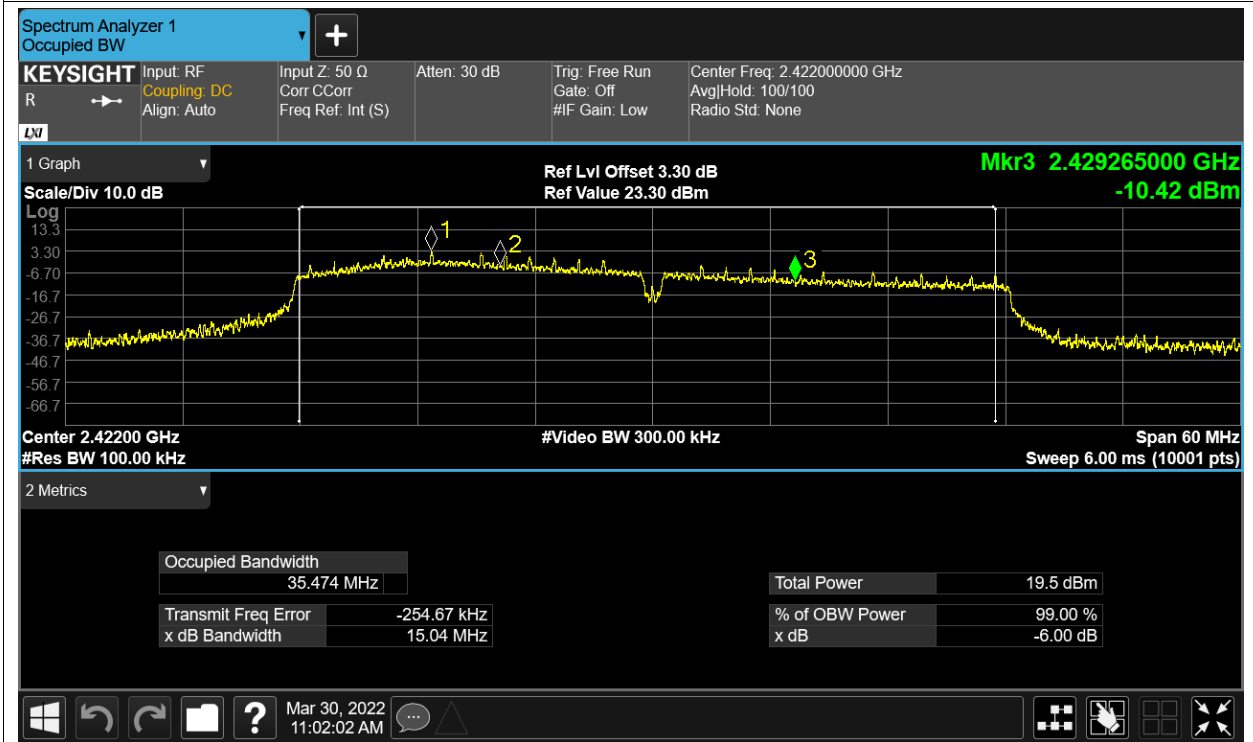 Spectrum Analyzer 1
Occupied BW
KEYSIGHT
R
LXI
Input: RF
Coupling: DC
Align: Auto
Input Z: 50 Ω
Corr CCorr
Freq Ref: Int (S)
Atten: 30 dB
Trig: Free Run
Gate: Off
#IF Gain: Low
Center Freq: 2.422000000 GHz
Avg|Hold: 100/100
Radio Std: None
1 Graph
Scale/Div 10.0 dB
Ref Lvl Offset 3.30 dB
Ref Value 23.30 dBm
Mkr3 2.429265000 GHz
-10.42 dBm
Log
13.3
3.30
-6.70
-16.7
-26.7
-36.7
-46.7
-56.7
-66.7
1
2
3
Center 2.42200 GHz
#Video BW 300.00 kHz
Span 60 MHz
#Res BW 100.00 kHz
Sweep 6.00 ms (10001 pts)
2 Metrics
Occupied Bandwidth
35.474 MHz
Transmit Freq Error -254.67 kHz
x dB Bandwidth 15.04 MHz
Total Power 19.5 dBm
% of OBW Power 99.00 %
x dB -6.00 dB
?
Mar 30, 2022
11:02:02 AM